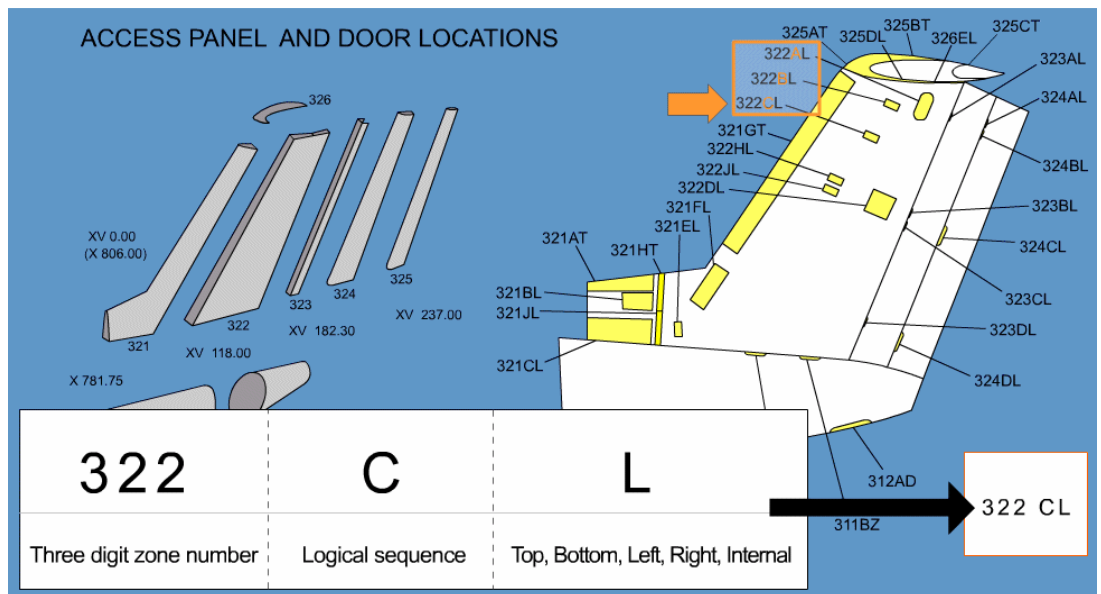 ACCESS PANEL AND DOOR LOCATIONS
326
XV 0.00
(X 806.00)
321
322
323
324
325
XV 118.00
XV 182.30
XV 237.00
X 781.75
325BT
325AT
325DL
326EL
325CT
322AL
322BL
322CL
323AL
324AL
321GT
322HL
322JL
322DL
324BL
321FL
321EL
323BL
321AT
321HT
324CL
321BL
321JL
323CL
323DL
321CL
324DL
312AD
311BZ
322
C
L
322 CL
Three digit zone number
Logical sequence
Top, Bottom, Left, Right, Internal